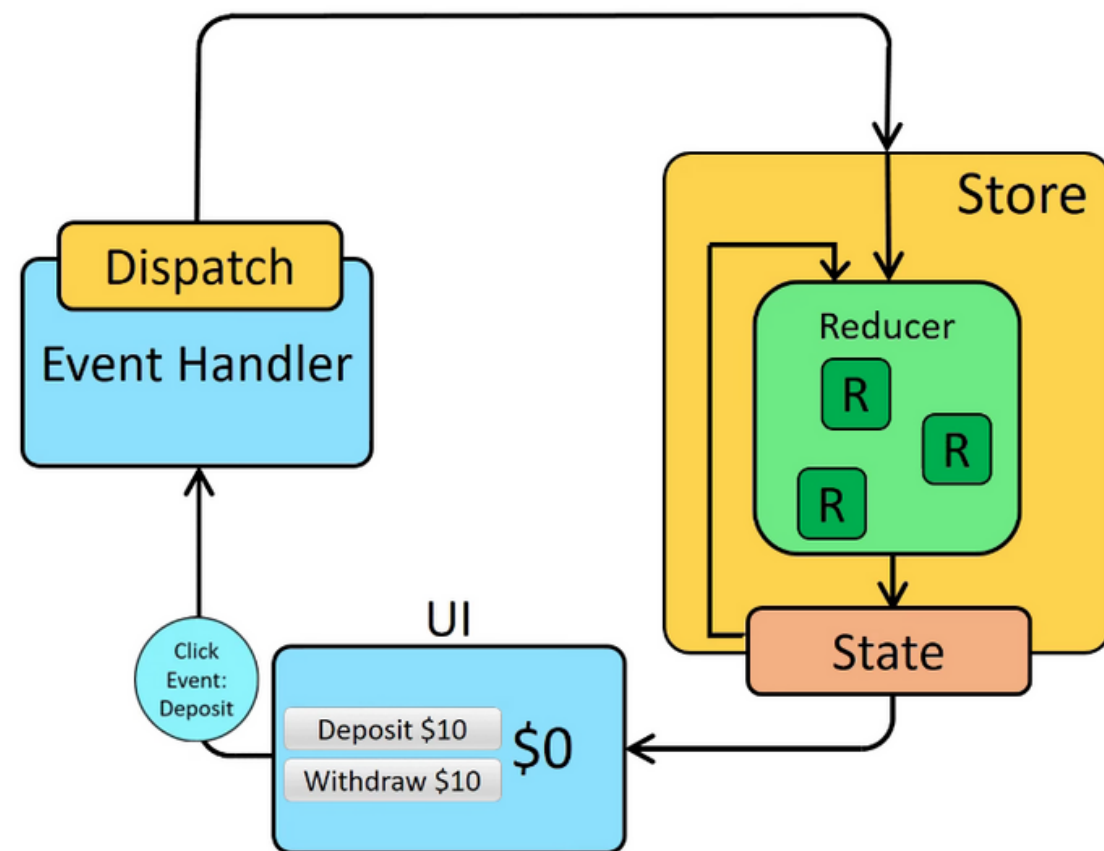 Store
Dispatch
Event Handler
Reducer
R
R
R
UI
Click
Event:
Deposit
State
Deposit $10
$0
Withdraw $10